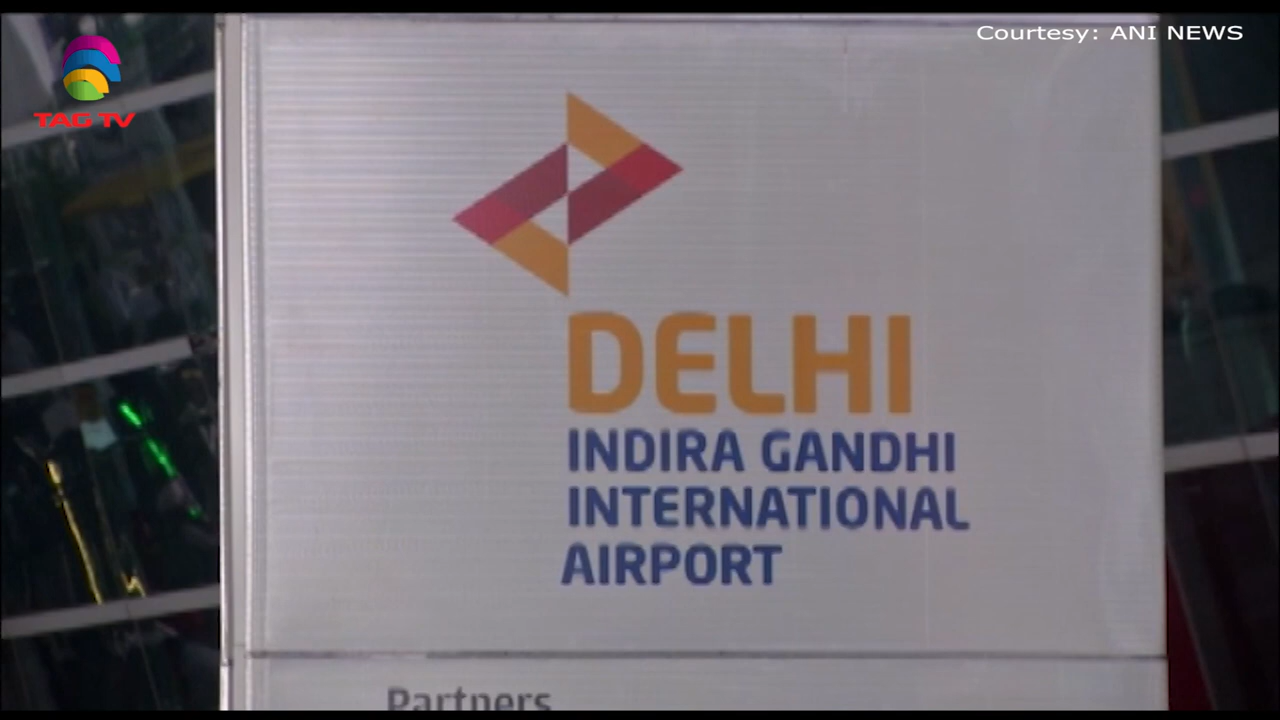 Courtesy: ANI NEWS
TAG TV
DELHI
INDIRA GANDHI
INTERNATIONAL
AIRPORT
Partners